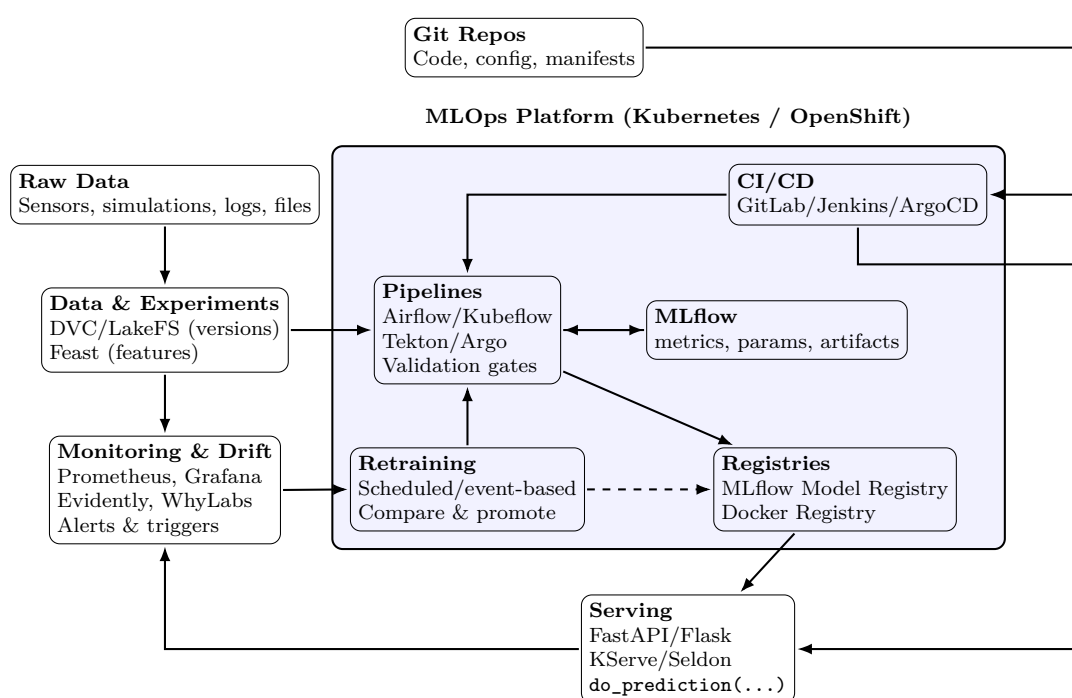 Git Repos
Code, config, manifests
MLOps Platform (Kubernetes / OpenShift)
Raw Data
Sensors, simulations, logs, files
CI/CD
GitLab/Jenkins/ArgoCD
Data & Experiments
DVC/LakeFS (versions)
Feast (features)
Pipelines
Airflow/Kubeflow
Tekton/Argo
Validation gates
MLflow
metrics, params, artifacts
Monitoring & Drift
Prometheus, Grafana
Evidently, WhyLabs
Alerts & triggers
Retraining
Scheduled/event-based
Compare & promote
Registries
MLflow Model Registry
Docker Registry
Serving
FastAPI/Flask
KServe/Seldon
do_prediction(...)